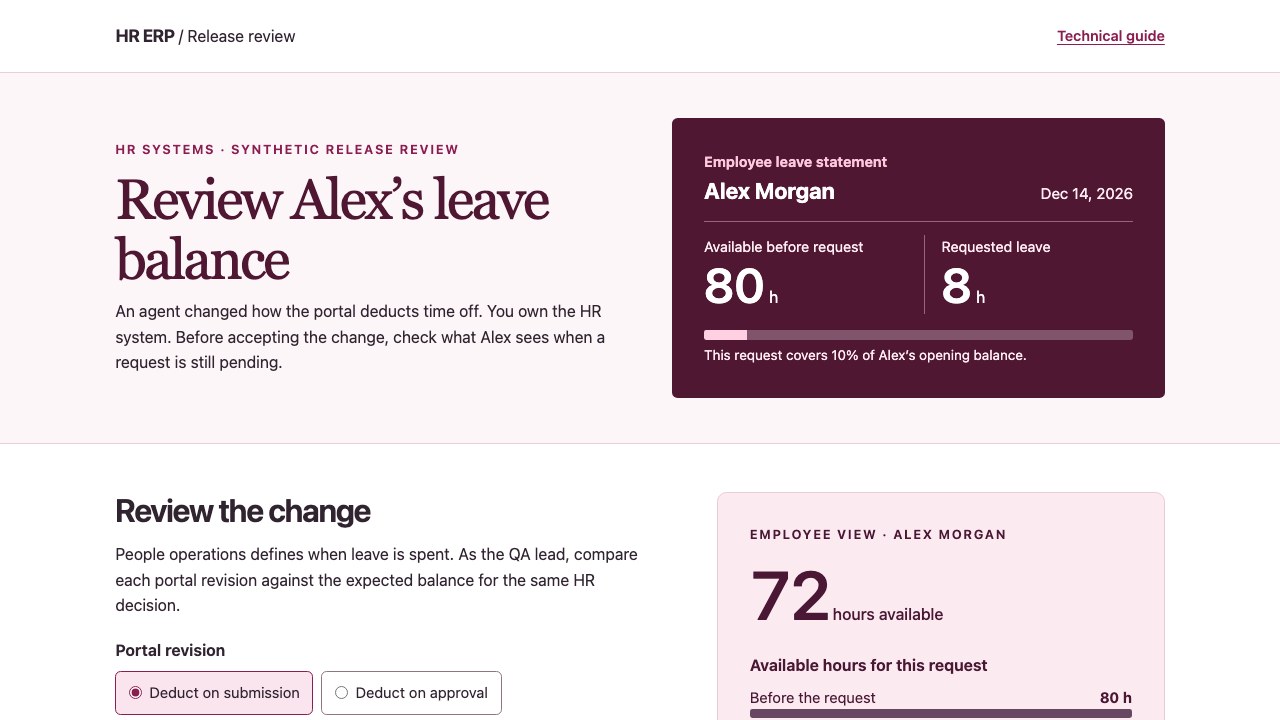 HR ERP / Release review
Technical guide
HR SYSTEMS · SYNTHETIC RELEASE REVIEW
Review Alex’s leave
balance
An agent changed how the portal deducts time off. You own the HR
system. Before accepting the change, check what Alex sees when a
request is still pending.
Employee leave statement
Alex Morgan
Dec 14, 2026
Available before request
80 h
Requested leave
8 h
This request covers 10% of Alex’s opening balance.
Review the change
People operations defines when leave is spent. As the QA lead, compare
each portal revision against the expected balance for the same HR
decision.
Portal revision
Deduct on submission
Deduct on approval
EMPLOYEE VIEW · ALEX MORGAN
72 hours available
Available hours for this request
Before the request
80 h